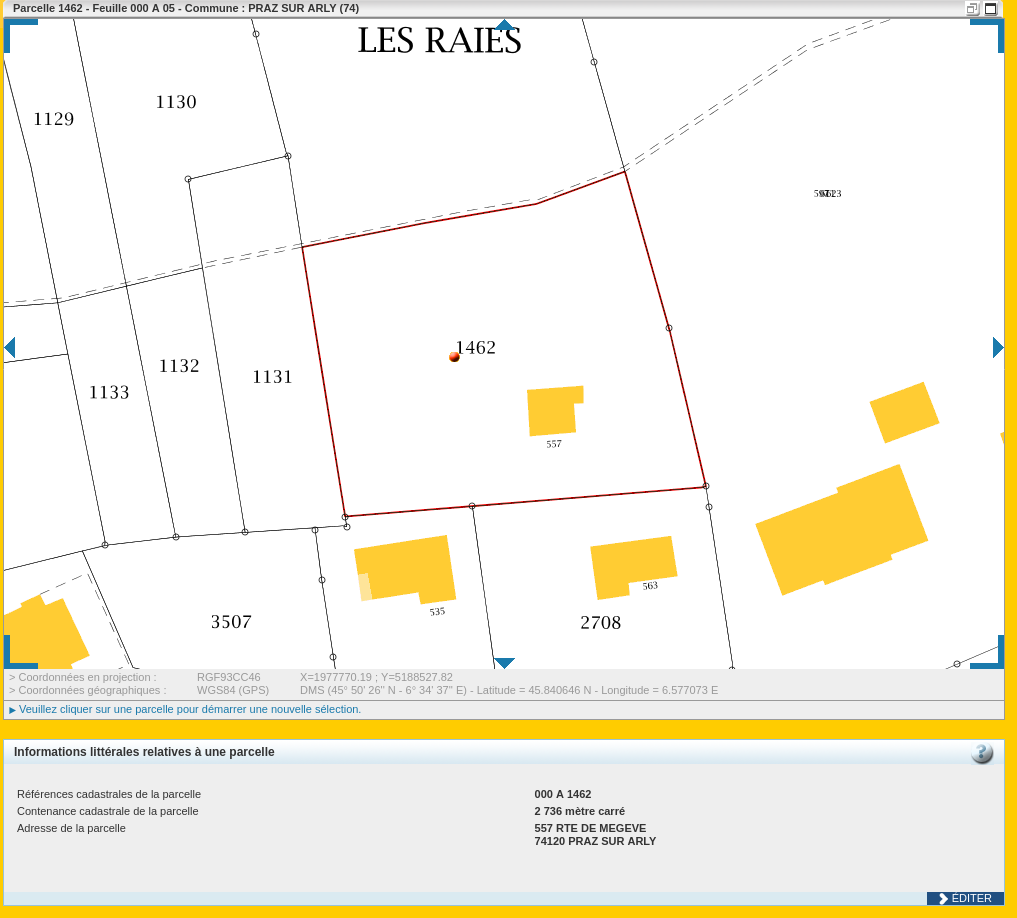 Parcelle 1462 - Feuille 000 A 05 - Commune : PRAZ SUR ARLY (74)
LES RAIES
1130
1129
1462
1132
1131
1133
557
563
535
3507
2708
> Coordonnées en projection : RGF93CC46 X=1977770.19 ; Y=5188527.82
> Coordonnées géographiques : WGS84 (GPS) DMS (45° 50' 26'' N - 6° 34' 37'' E) - Latitude = 45.840646 N - Longitude = 6.577073 E
Veuillez cliquer sur une parcelle pour démarrer une nouvelle sélection.
Informations littérales relatives à une parcelle
?
Références cadastrales de la parcelle 000 A 1462
Contenance cadastrale de la parcelle 2 736 mètre carré
Adresse de la parcelle 557 RTE DE MEGEVE
74120 PRAZ SUR ARLY
ÉDITER